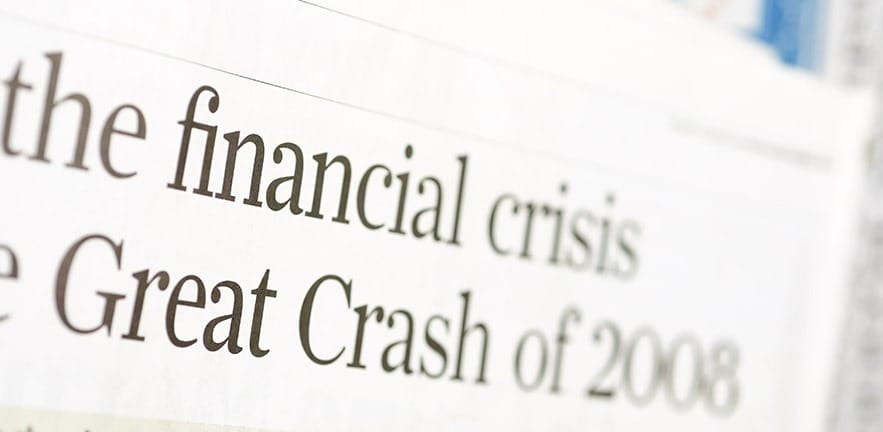 the financial crisis
Great Crash of 2008